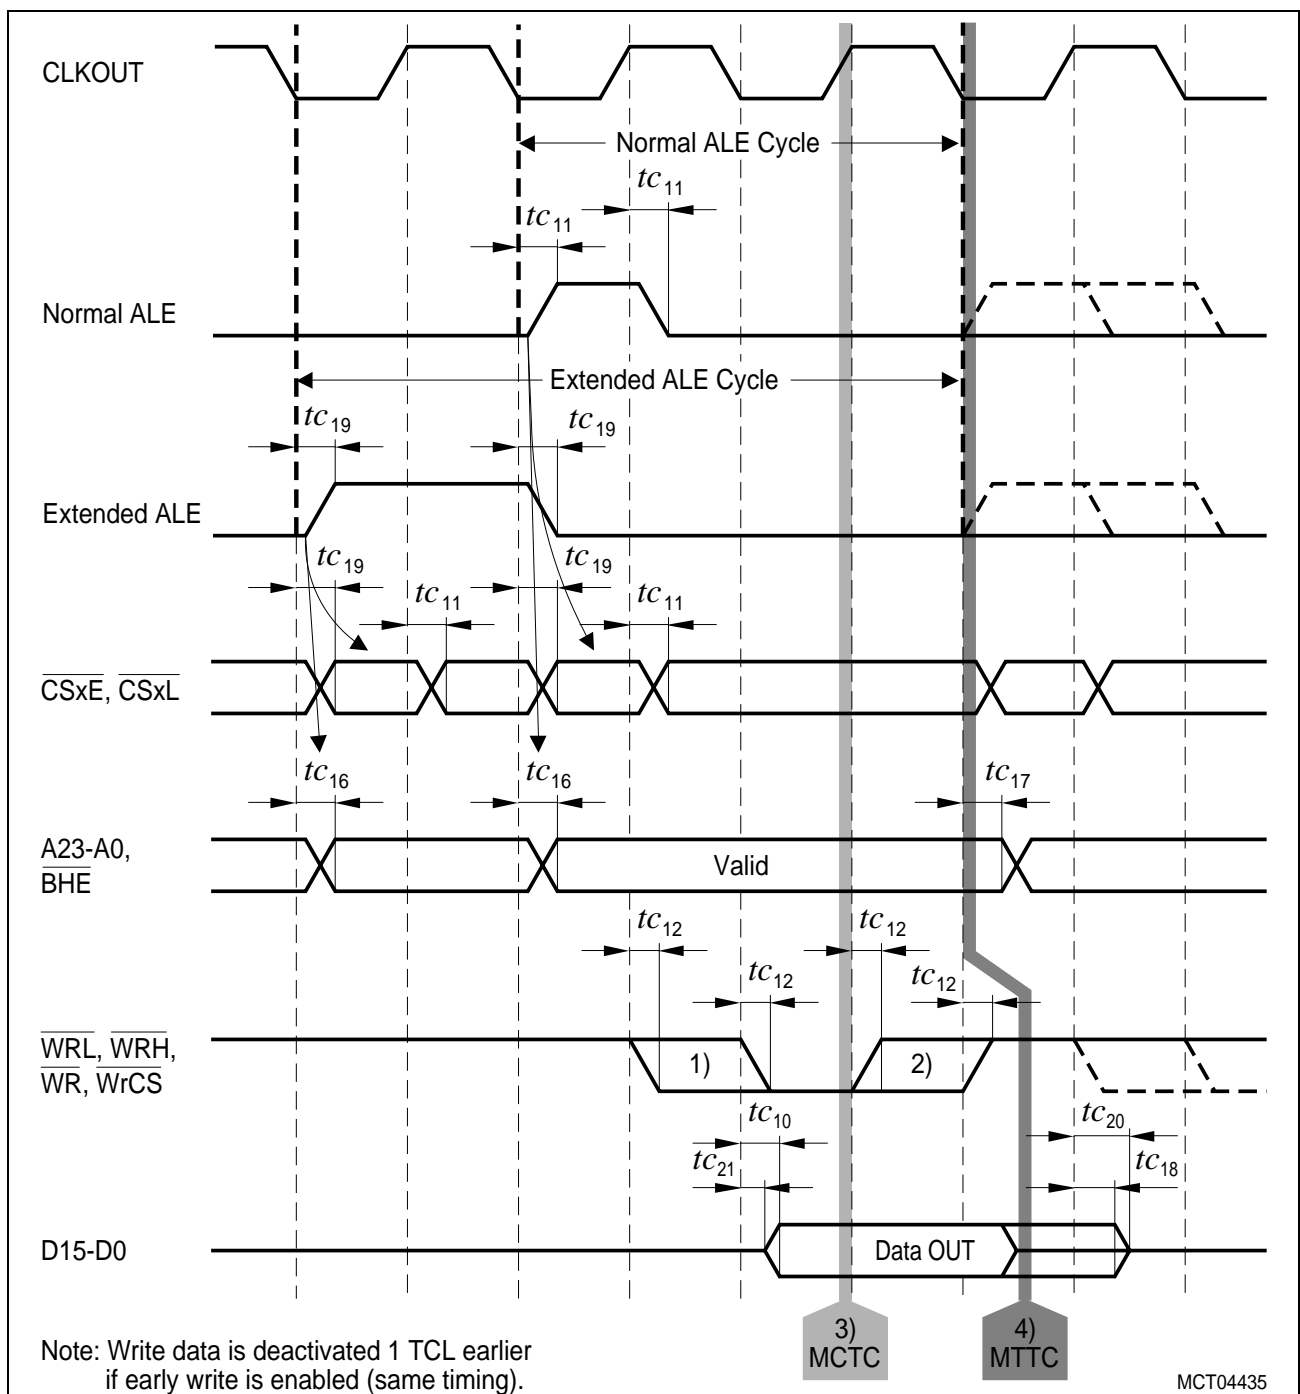 CLKOUT
Normal ALE Cycle
tc11
tc11
Normal ALE
Extended ALE Cycle
tc19
tc19
Extended ALE
tc19
tc19
tc11
tc11
CSxE, CSxL
tc16
tc16
tc17
A23-A0,
BHE
Valid
tc12
tc12
tc12
tc12
WRL, WRH,
WR, WrCS
1)
2)
tc10
tc20
tc21
tc18
D15-D0
Data OUT
3)
MCTC
4)
MTTC
Note: Write data is deactivated 1 TCL earlier
if early write is enabled (same timing).
MCT04435